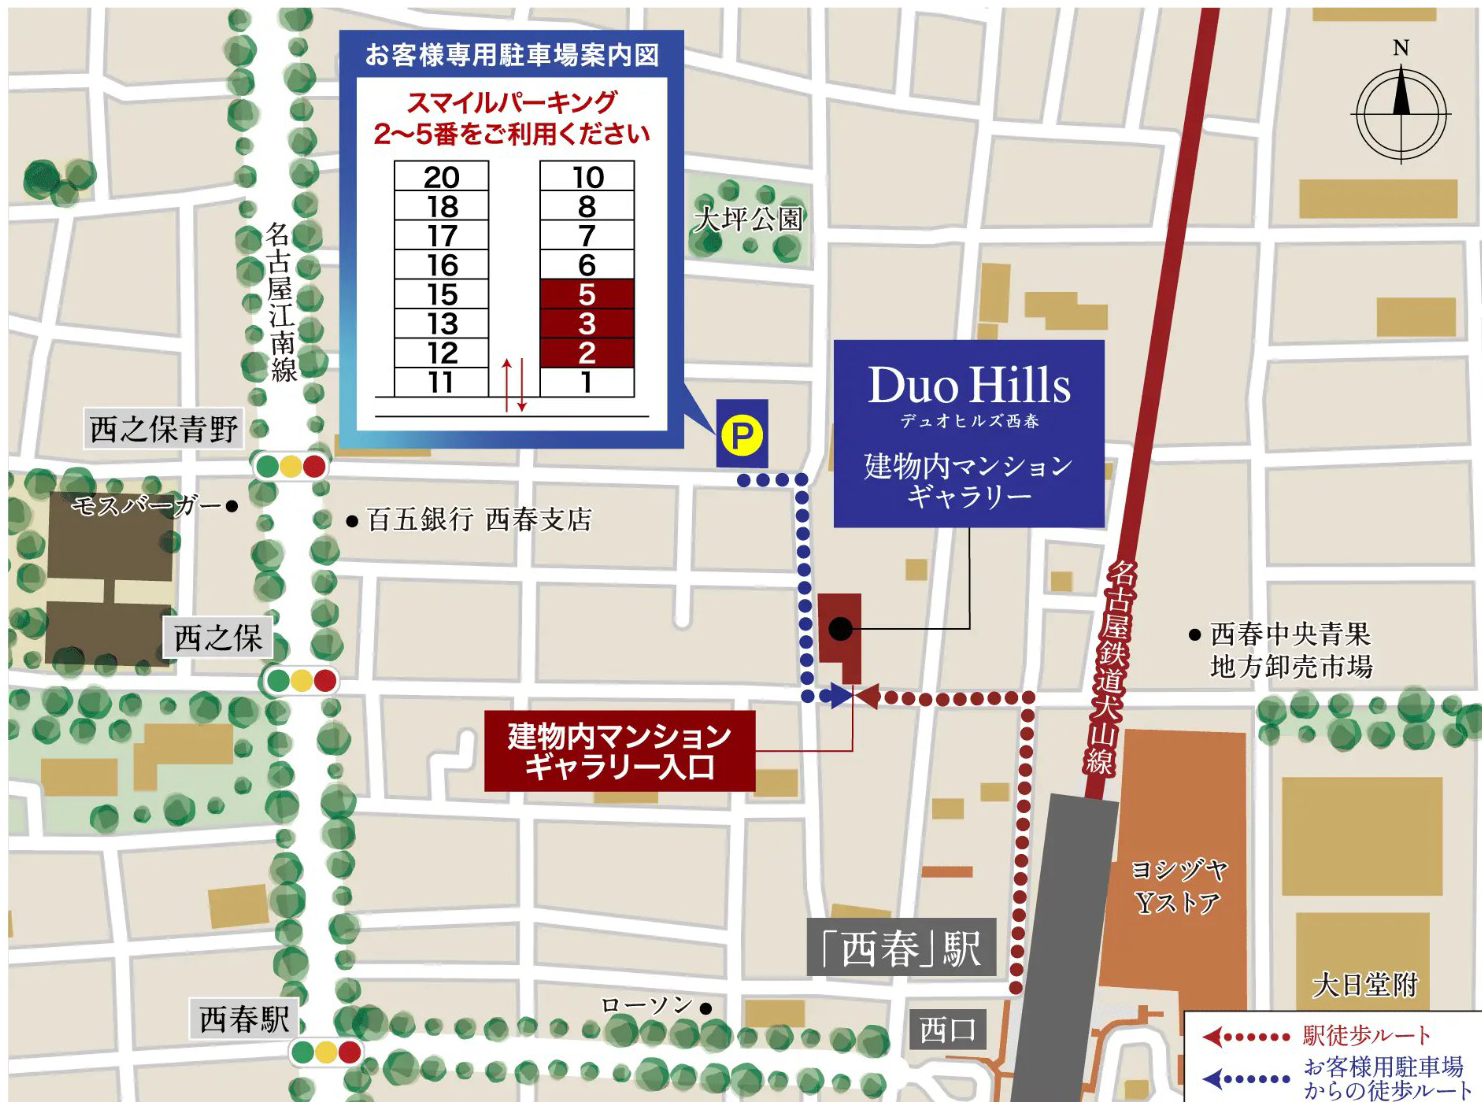 お客様専用駐車場案内図
スマイルパーキング
2〜5番をご利用ください
20
18
17
16
15
13
12
11
10
8
7
6
5
3
2
1
N
大坪公園
名古屋江南線
P
Duo Hills
デュオヒルズ西春
建物内マンション
ギャラリー
西之保青野
モスバーガー
百五銀行 西春支店
西之保
名古屋鉄道犬山線
西春中央青果
地方卸売市場
建物内マンション
ギャラリー入口
ヨシヅヤ
Yストア
「西春」駅
大日堂附
西春駅
ローソン
西口
駅徒歩ルート
お客様用駐車場
からの徒歩ルート